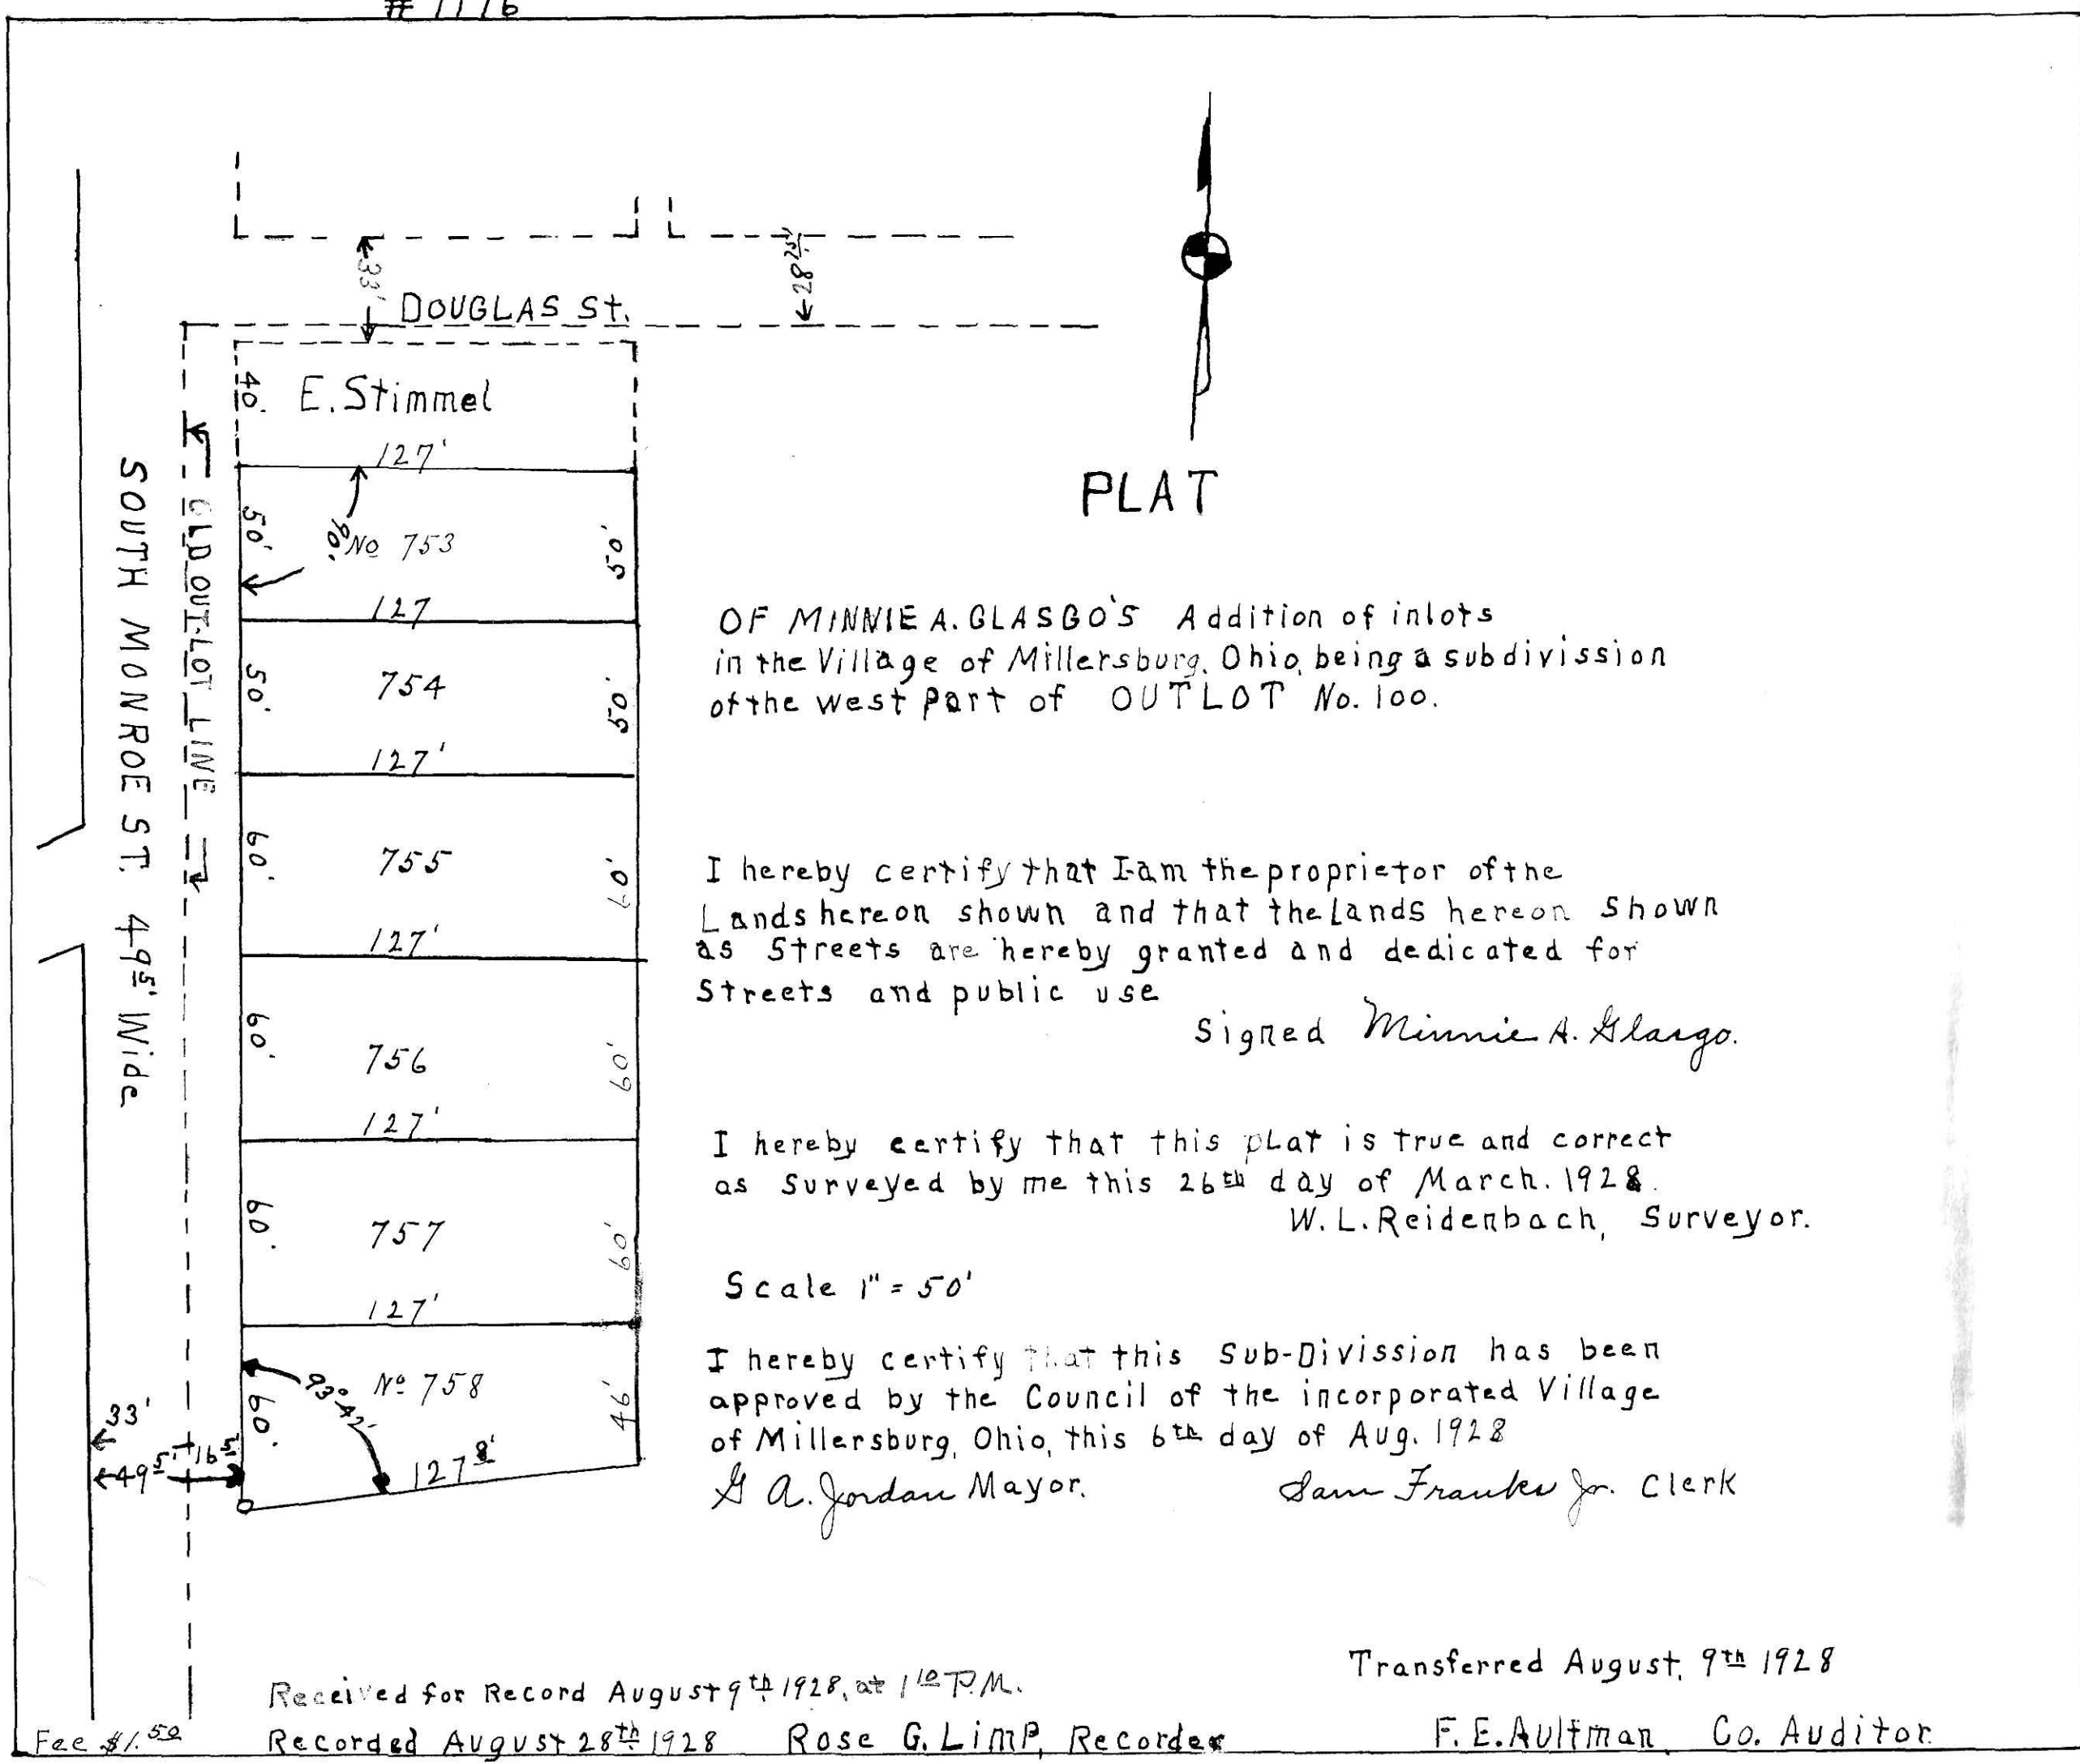 # 1116
33'
28 25'
DOUGLAS St.
40'
E. Stimmel
127'
50'
90°
No 753
50'
127
50'
754
50'
127'
60'
755
60'
127'
60'
756
60'
127'
60'
757
60'
127'
No 758
93°-42'
60'
46'
127 8'
33'
49 5'
16 5'
SOUTH MONROE ST. 49 5' Wide.
OLD OUT-LOT LINE
PLAT
OF MINNIE A. GLASGO'S Addition of inlots
in the Village of Millersburg, Ohio, being a subdivission
of the West Part of OUTLOT No. 100.
I hereby certify that I am the proprietor of the
Lands hereon shown and that the Lands hereon Shown
as Streets are hereby granted and dedicated for
Streets and public use
Signed Minnie A. Glasgo.
I hereby certify that this pLat is true and correct
as Surveyed by me this 26th day of March. 1928.
W. L. Reidenbach, Surveyor.
Scale 1" = 50'
I hereby certify that this Sub-Divission has been
approved by the Council of the incorporated Village
of Millersburg, Ohio, this 6th day of Aug. 1928
G A. Jordan Mayor. Sam Franks Jr. Clerk
Transferred August, 9th 1928
Received for Record August 9th 1928, at 1 10 P.M.
Fee $1.50
Recorded August 28th 1928 Rose G. Limp, Recorder
F. E. Aultman Co. Auditor.